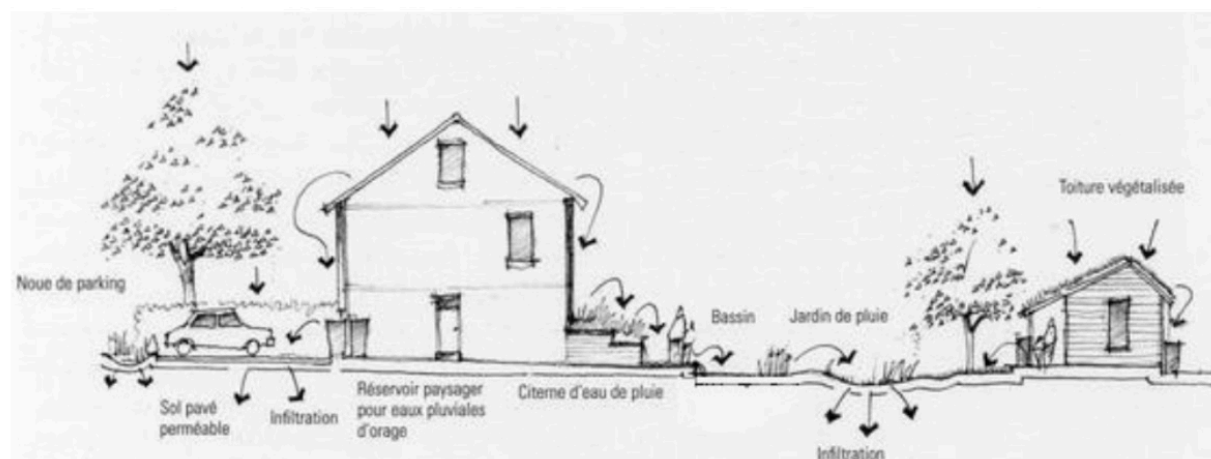 Toiture végétalisée
Noue de parking
Bassin
Jardin de pluie
Sol pavé
perméable
Infiltration
Réservoir paysager
pour eaux pluviales
d'orage
Citerne d'eau de pluie
Infiltration